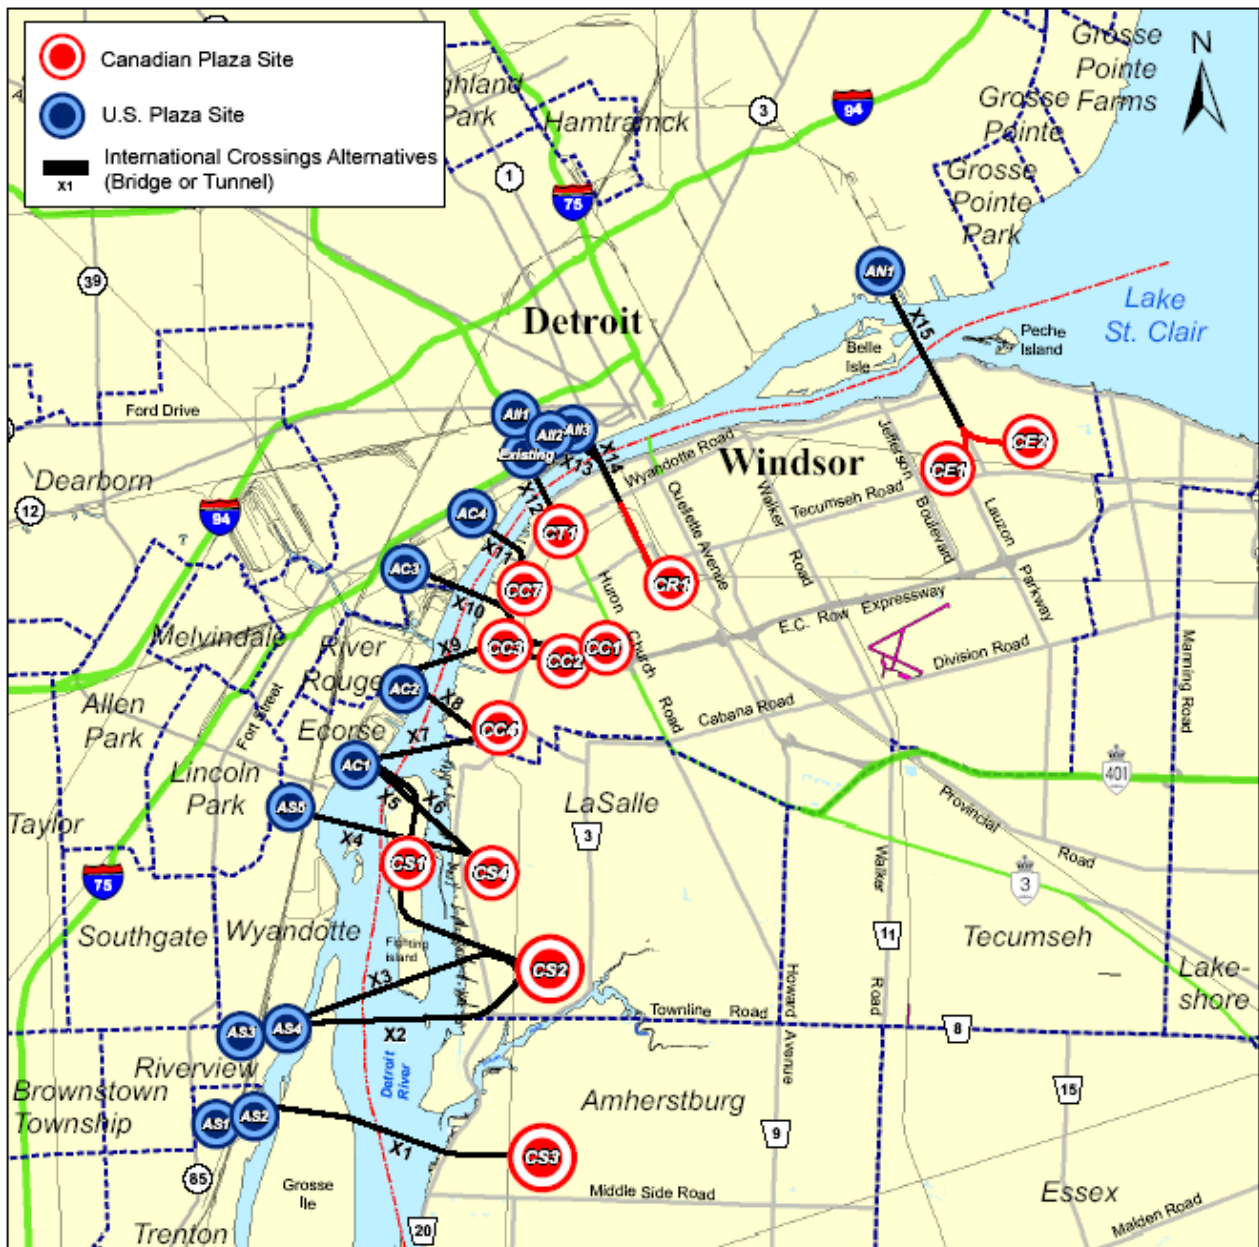 Canadian Plaza Site
U.S. Plaza Site
International Crossings Alternatives
X1
(Bridge or Tunnel)
N
Grosse
Pointe
Farms
Grosse
Pointe
Grosse
Pointe
Park
ghland
Park
Hamtramck
3
94
1
75
39
AN1
Lake
St. Clair
X15
Peche
Island
Belle
Isle
Detroit
Ford Drive
AII1
AII2
AII3
Existing
X13
X14
Wyandotte Road
Windsor
Jefferson
Boulevard
CE1
CE2
Dearborn
12
94
AC4
X12
CT1
X11
Ouellette Avenue
Walker
Road
Tecumseh Road
Lauzon
Parkway
AC3
CC7
X10
CR1
Huron
Church
Road
E.C. Row Expressway
Melvindale
River
Rouge
X9
CC3
CC2
CC1
Division Road
Manning Road
AC2
X8
Allen
Park
Fort Street
Ecorse
X7
Cabana Road
AC1
401
Lincoln
Park
AS5
X5
X6
LaSalle
3
Provincial
Road
Taylor
X4
CS1
CS4
Walker
Road
3
75
Southgate
Wyandotte
Fighting
Island
11
Tecumseh
X3
CS2
Howard Avenue
Lake-
shore
AS3
AS4
X2
Townline Road
8
Riverview
Detroit
River
Brownstown
Township
AS1
AS2
Amherstburg
15
X1
CS3
9
85
Grosse
Ile
Middle Side Road
Essex
Trenton
20
Malden Road